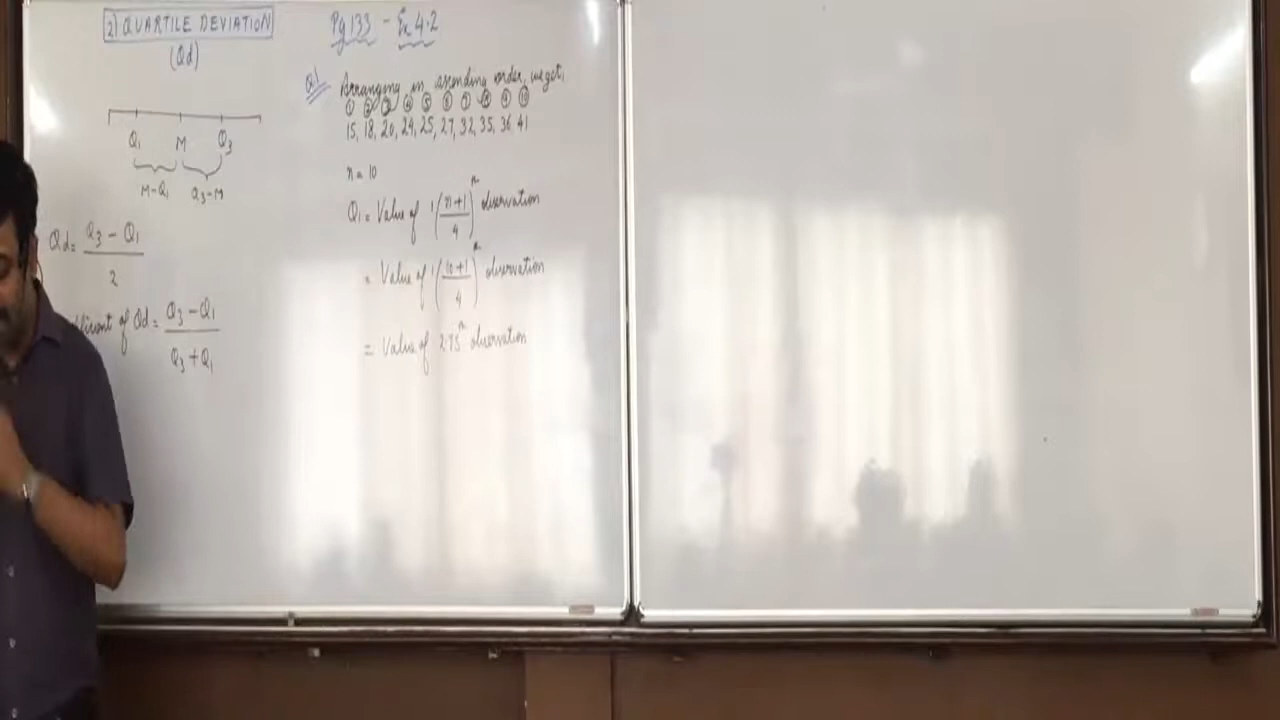 2) QUARTILE DEVIATION
(Qd)
Q₁ M Q₃
M-Q₁ Q₃-M
Qd = Q₃ - Q₁
2
of Qd = Q₃ - Q₁
Q₃ + Q₁
Pg 133 - Ex 4.2
Q.1 Arranging in ascending order, we get,
① ② ③ ④ ⑤ ⑥ ⑦ ⑧ ⑨ ⑩
15, 18, 20, 24, 25, 27, 32, 35, 36, 41
n = 10
Q₁ = Value of 1(n+1/4)ᵗʰ observation
= Value of 1(10+1/4)ᵗʰ observation
= Value of 2.75ᵗʰ observation